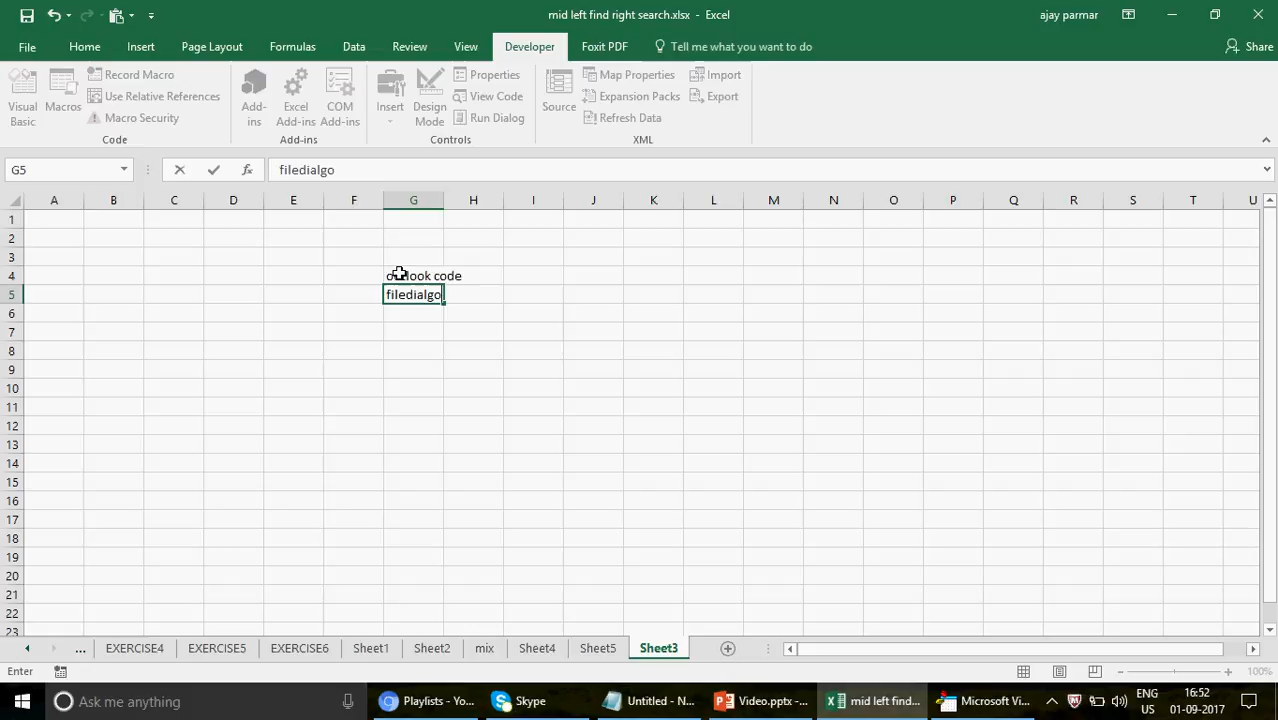 mid left find right search.xlsx - Excel
ajay parmar
File Home Insert Page Layout Formulas Data Review View Developer Foxit PDF Tell me what you want to do Share
Visual Basic
Macros
Record Macro
Use Relative References
Macro Security
Code
Add-ins
Excel Add-ins
COM Add-ins
Add-ins
Insert
Design Mode
Properties
View Code
Run Dialog
Controls
Source
Map Properties
Expansion Packs
Refresh Data
Import
Export
XML
G5 fx filedialgo
A B C D E F G H I J K L M N O P Q R S T U
1
2
3
4 code
5 filedialgo
6
7
8
9
10
11
12
13
14
15
16
17
18
19
20
21
22
23
... EXERCISE4 EXERCISE5 EXERCISE6 Sheet1 Sheet2 mix Sheet4 Sheet5 Sheet3
Enter 100%
Ask me anything Playlists - Yo... Skype Untitled - N... Video.pptx -... mid left find... Microsoft Vi... ENG US 16:52 01-09-2017